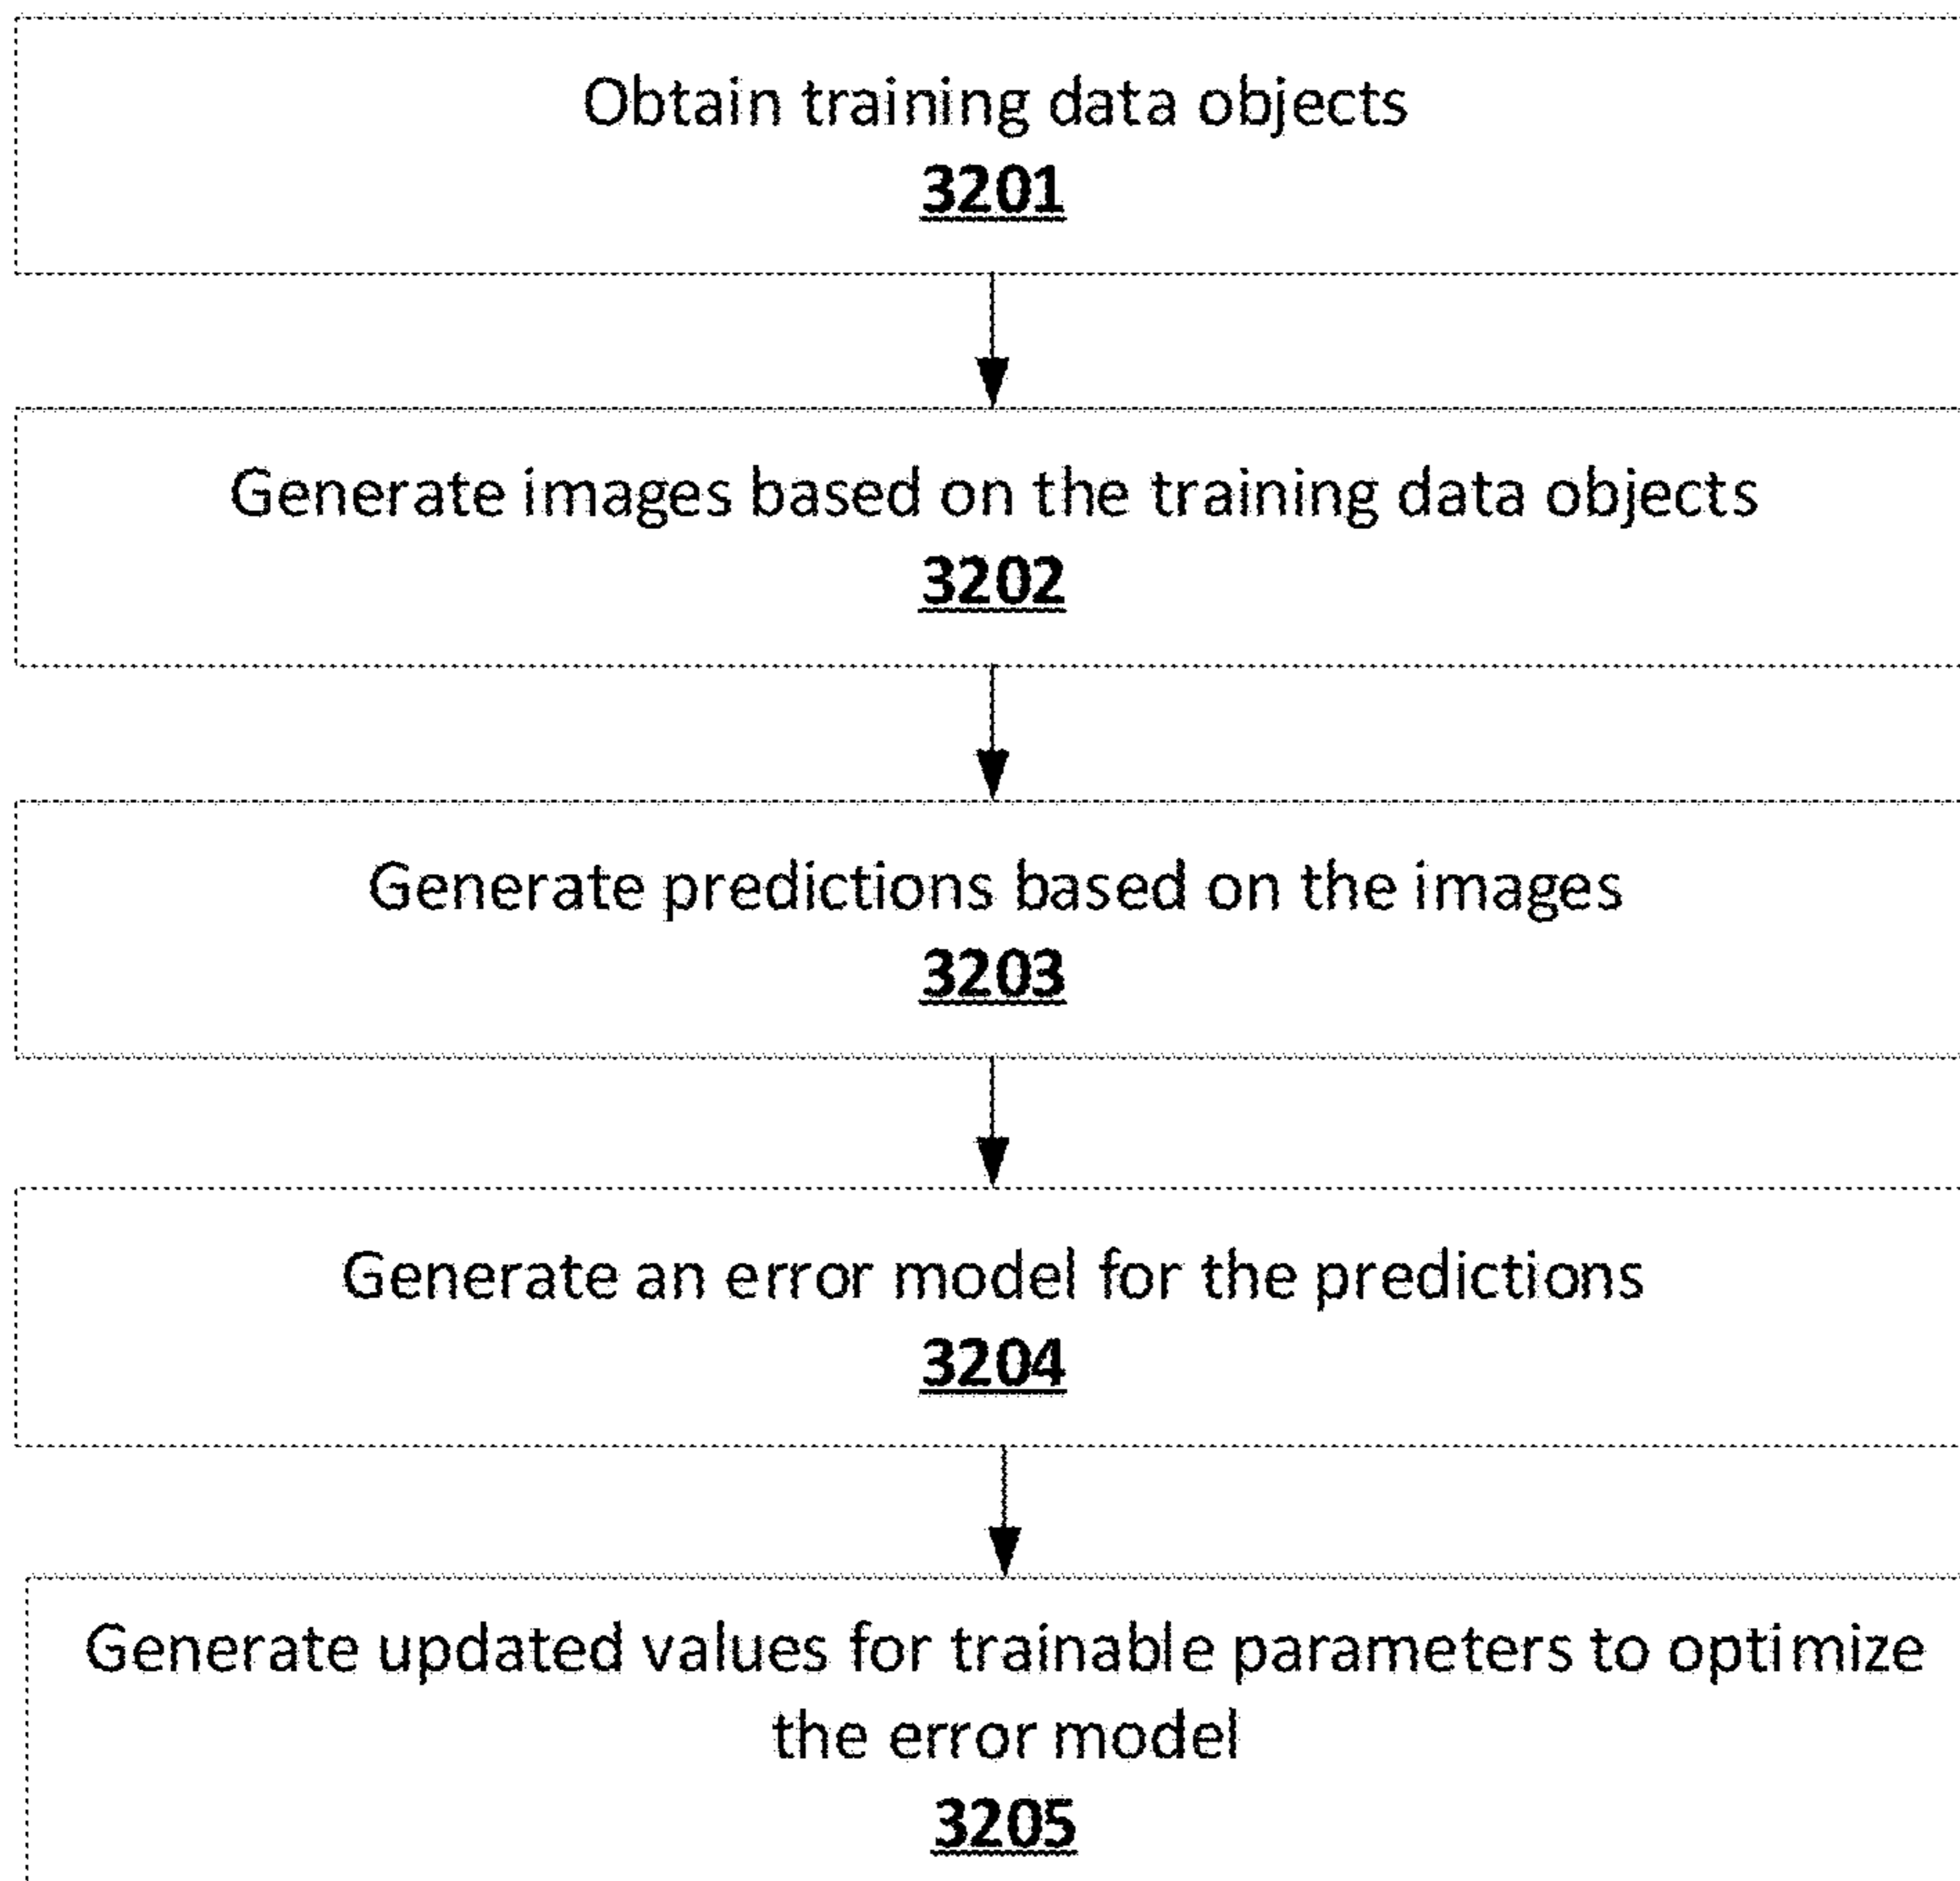 Obtain training data objects
3201
Generate images based on the training data objects
3202
Generate predictions based on the images
3203
Generate an error model for the predictions
3204
Generate updated values for trainable parameters to optimize
the error model
3205